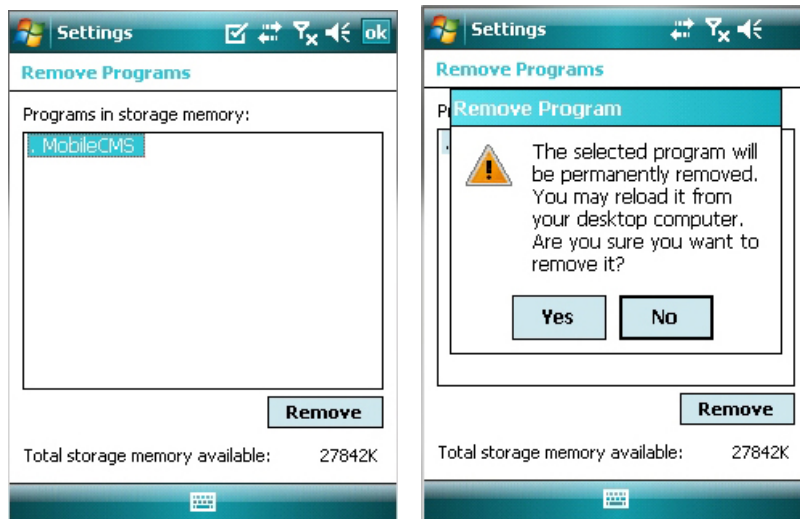 Settings
ok
Remove Programs
Programs in storage memory:
. MobileCMS
Remove
Total storage memory available: 27842K
Settings
Remove Programs
Remove Program
The selected program will
be permanently removed.
You may reload it from
your desktop computer.
Are you sure you want to
remove it?
Yes
No
Remove
Total storage memory available: 27842K